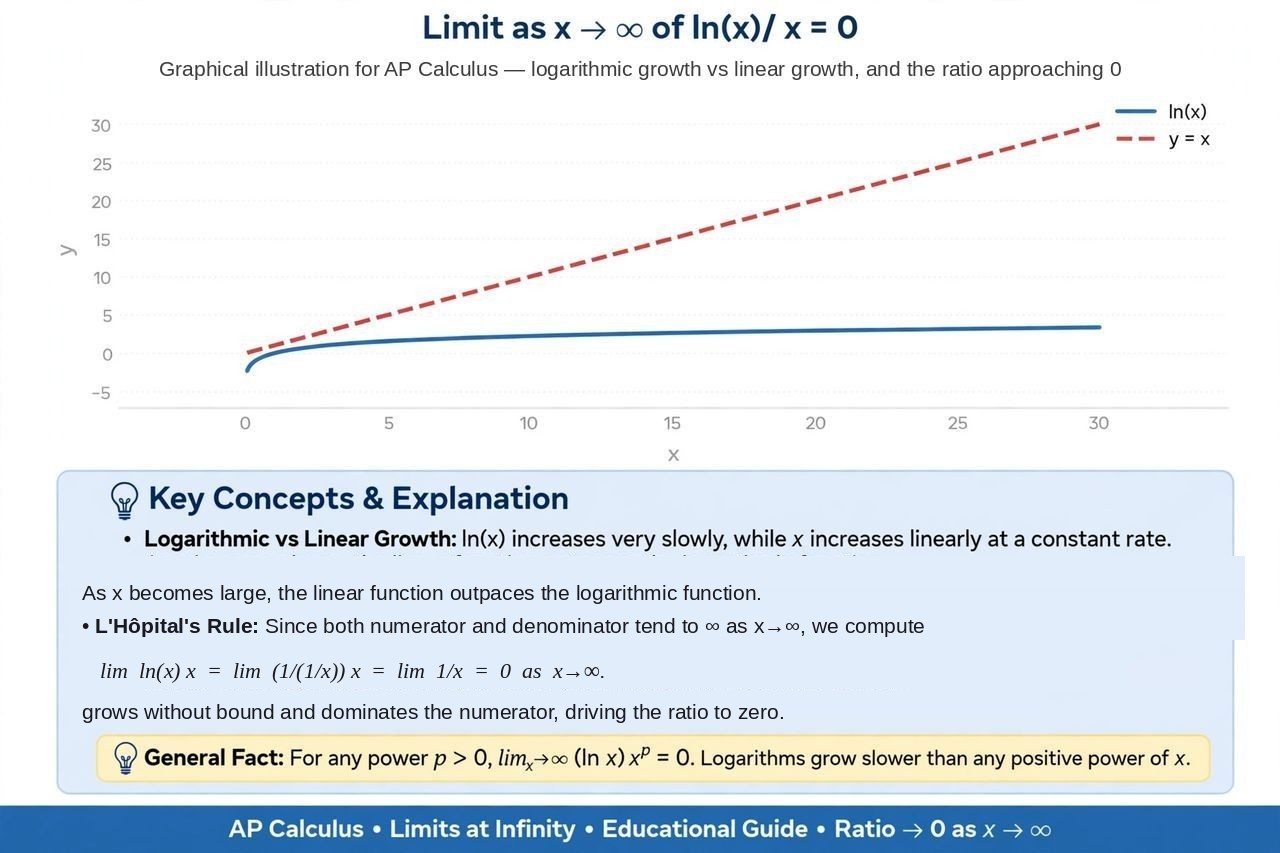 Limit as x → ∞ of ln(x)/ x = 0
Graphical illustration for AP Calculus — logarithmic growth vs linear growth, and the ratio approaching 0
ln(x)
y = x
30
25
20
15
10
5
0
−5
y
0 5 10 15 20 25 30
x
Key Concepts & Explanation
• Logarithmic vs Linear Growth: ln(x) increases very slowly, while x increases linearly at a constant rate.
As x becomes large, the linear function outpaces the logarithmic function.
• L'Hôpital's Rule: Since both numerator and denominator tend to ∞ as x→∞, we compute
lim ln(x) x = lim (1/(1/x)) x = lim 1/x = 0 as x→∞.
grows without bound and dominates the numerator, driving the ratio to zero.
General Fact: For any power p > 0, limₓ→∞ (ln x) xᵖ = 0. Logarithms grow slower than any positive power of x.
AP Calculus • Limits at Infinity • Educational Guide • Ratio → 0 as x → ∞